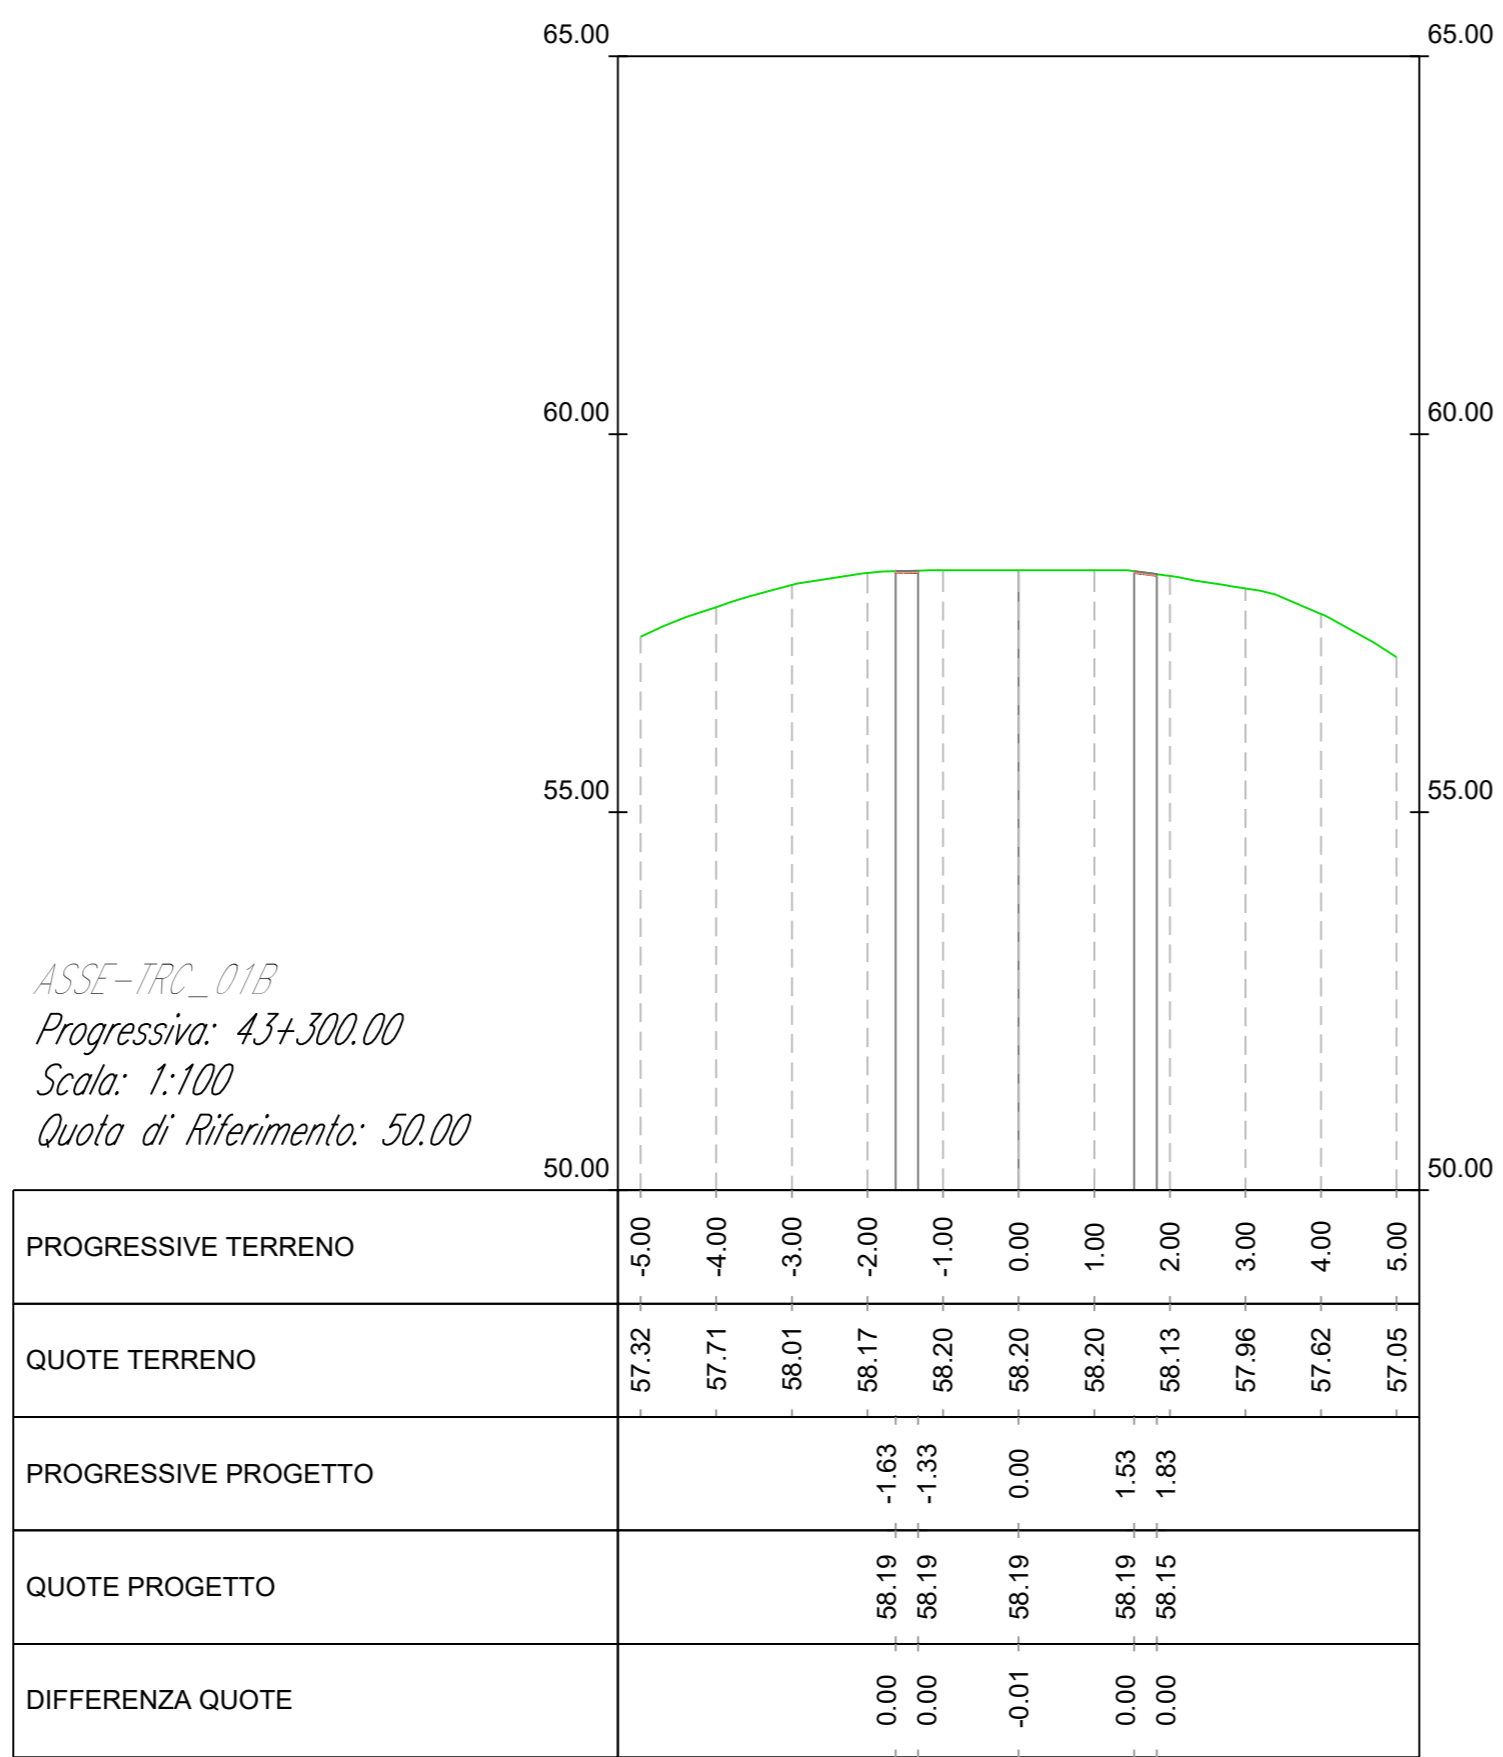 65.00 65.00
60.00 60.00
55.00 55.00
ASSE-TRC_01B
Progressiva: 43+300.00
Scala: 1:100
Quota di Riferimento: 50.00
50.00 50.00
PROGRESSIVE TERRENO -5.00 -4.00 -3.00 -2.00 -1.00 0.00 1.00 2.00 3.00 4.00 5.00
QUOTE TERRENO 57.32 57.71 58.01 58.17 58.20 58.20 58.20 58.13 57.96 57.62 57.05
PROGRESSIVE PROGETTO -1.63 -1.33 0.00 1.53 1.83
QUOTE PROGETTO 58.19 58.19 58.19 58.19 58.15
DIFFERENZA QUOTE 0.00 0.00 -0.01 0.00 0.00